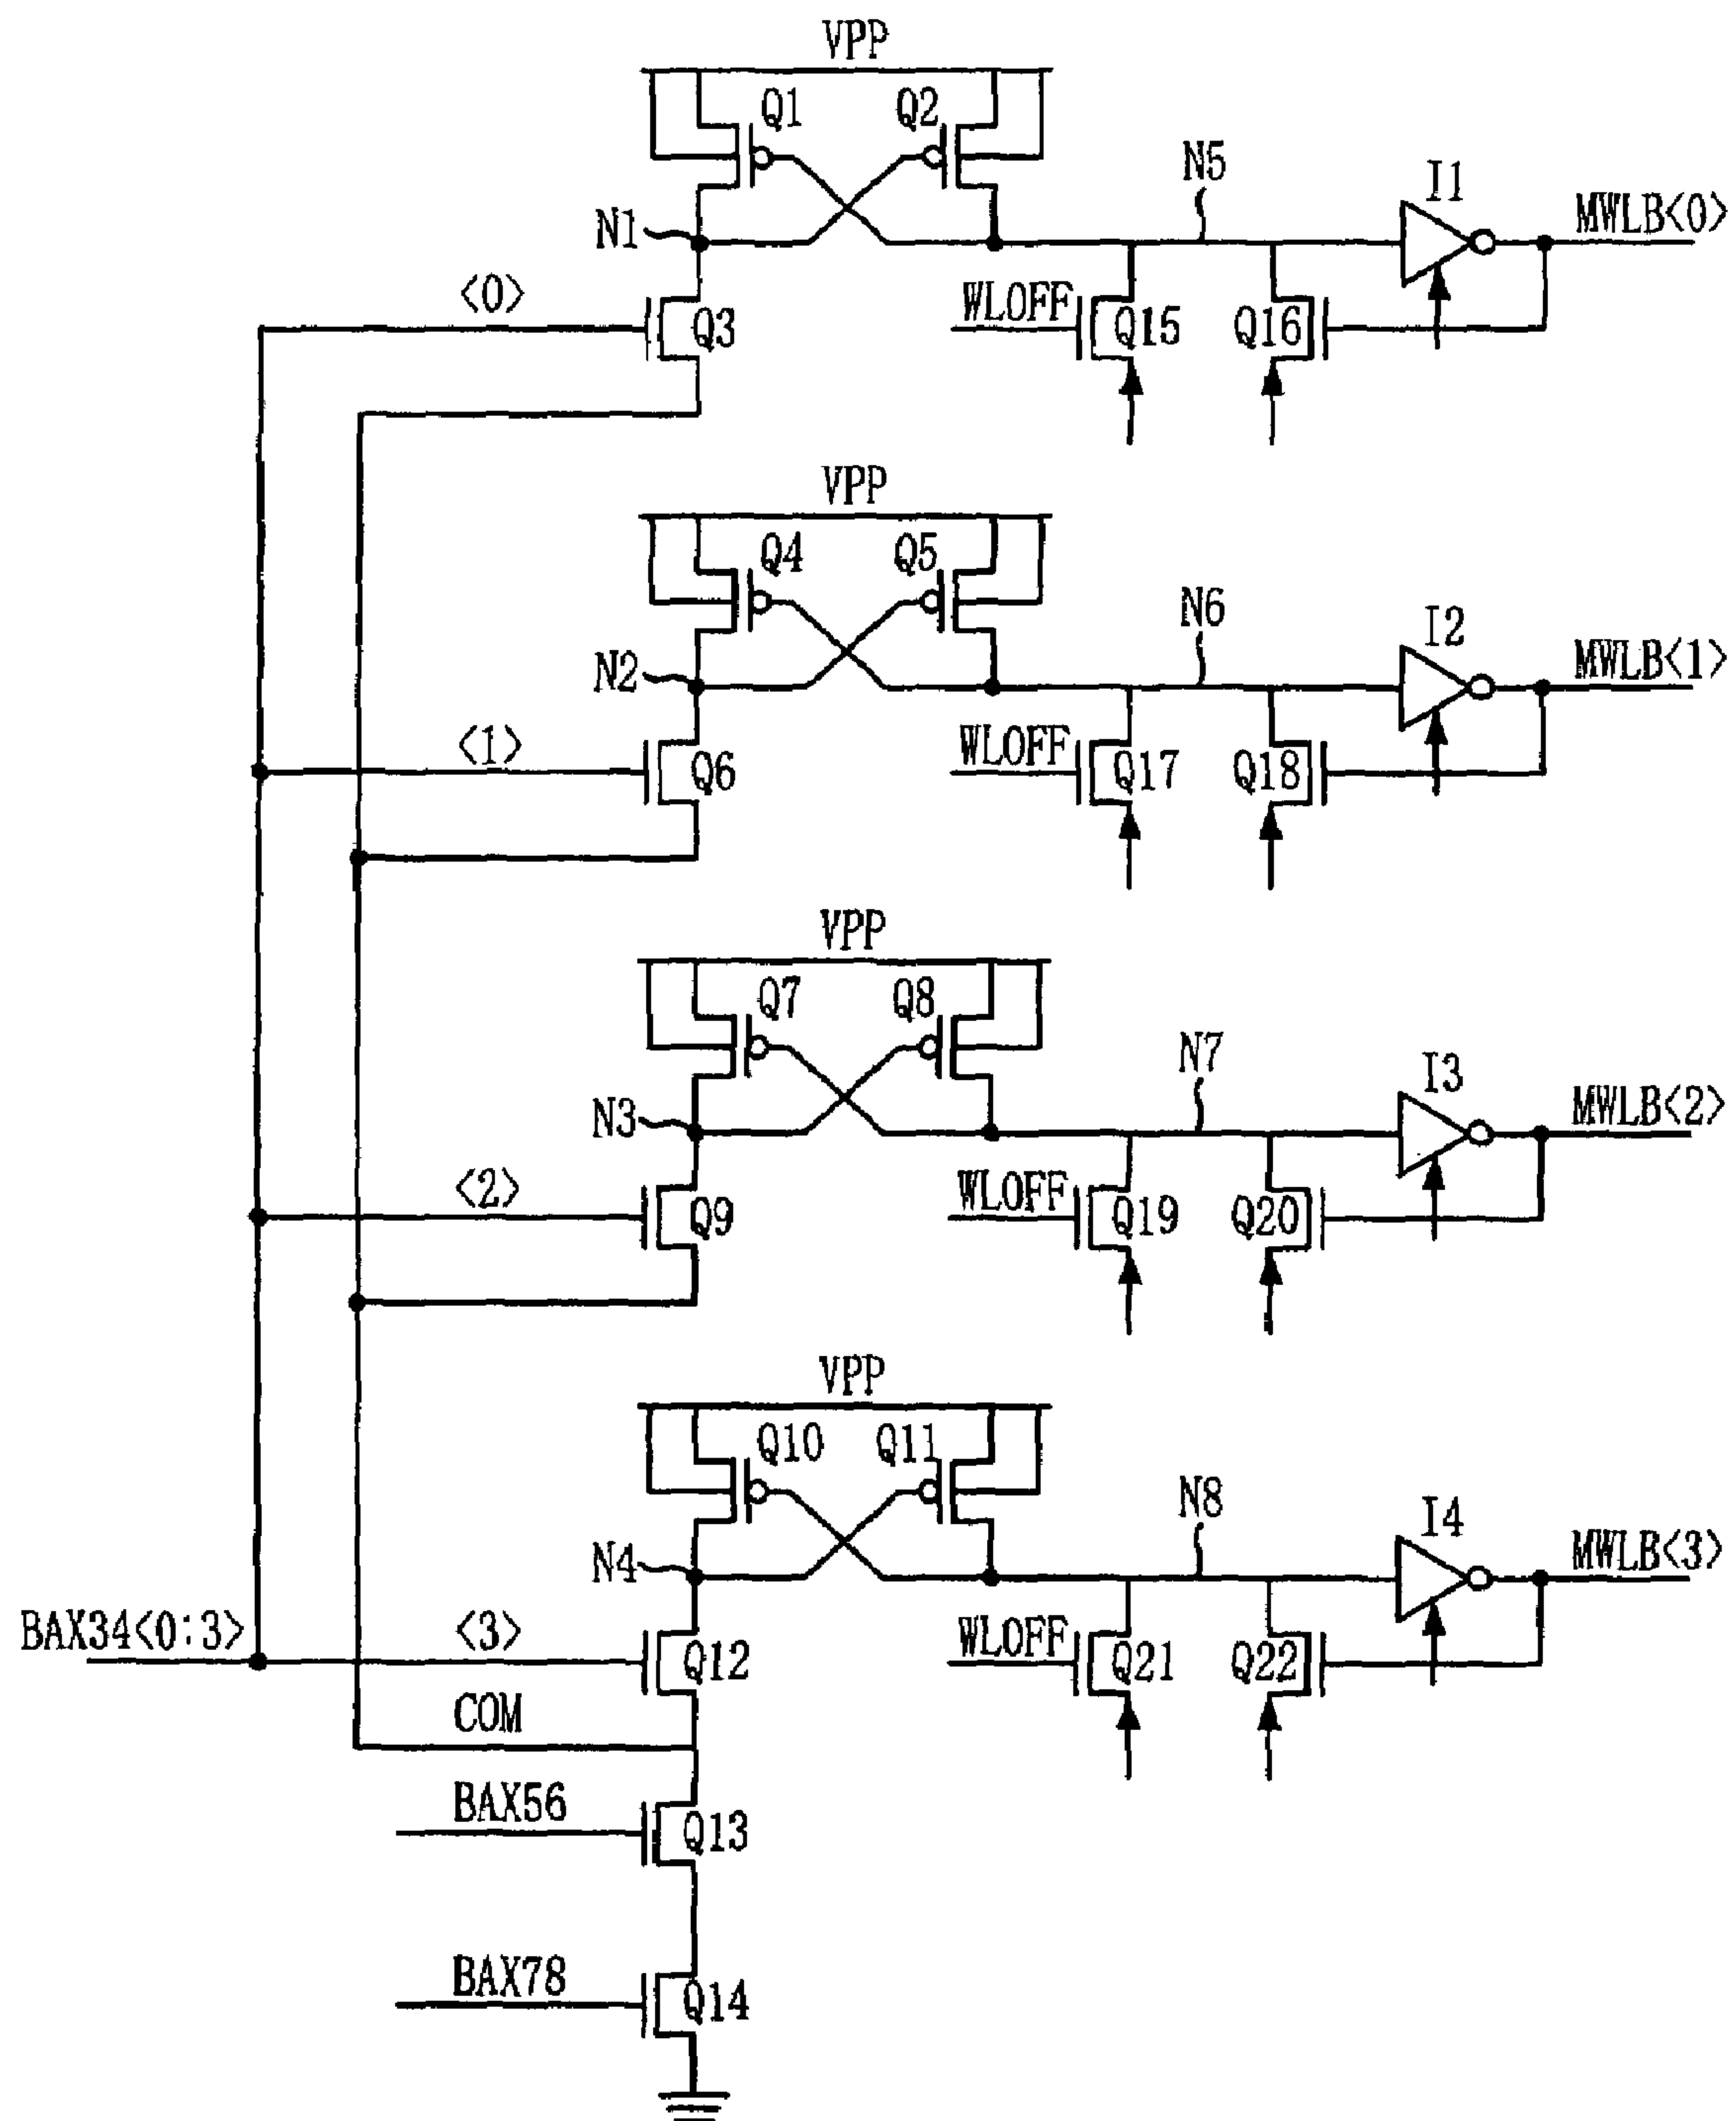 VPP
Q1 Q2
N5
I1
MWLB<0>
N1
<0>
Q3
WLOFF
Q15
Q16
VPP
Q4 Q5
N6
I2
MWLB<1>
N2
<1>
Q6
WLOFF
Q17
Q18
VPP
Q7 Q8
N7
I3
MWLB<2>
N3
<2>
Q9
WLOFF
Q19
Q20
VPP
Q10 Q11
N8
I4
MWLB<3>
N4
BAX34<0:3>
<3>
Q12
WLOFF
Q21
Q22
COM
BAX56
Q13
BAX78
Q14